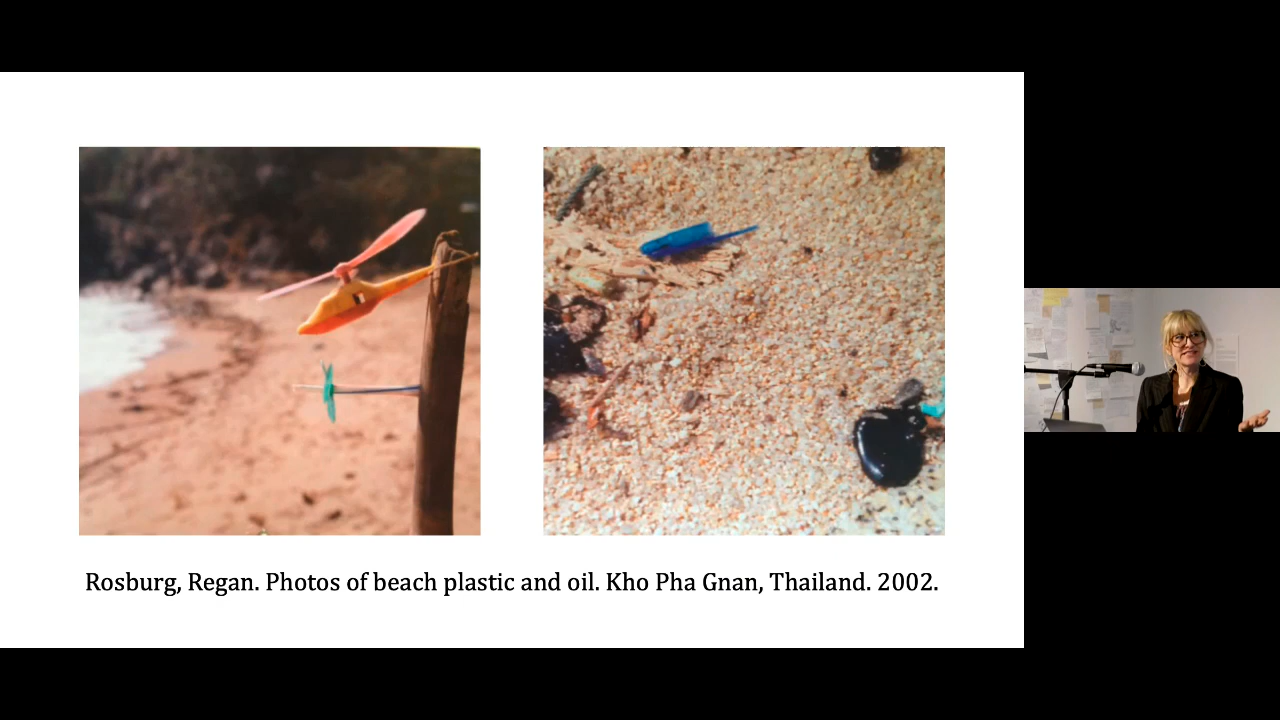 Rosburg, Regan. Photos of beach plastic and oil. Kho Pha Gnan, Thailand. 2002.